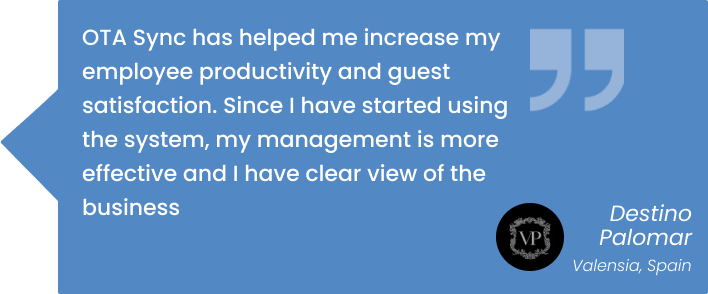 OTA Sync has helped me increase my
employee productivity and guest
satisfaction. Since I have started using
the system, my management is more
effective and I have clear view of the
business
VP
Destino
Palomar
Valensia, Spain